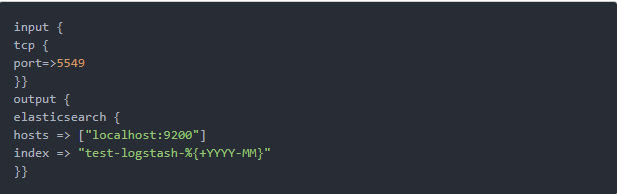 input {
tcp {
port=>5549
}}
output {
elasticsearch {
hosts => ["localhost:9200"]
index => "test-logstash-%{+YYYY-MM}"
}}